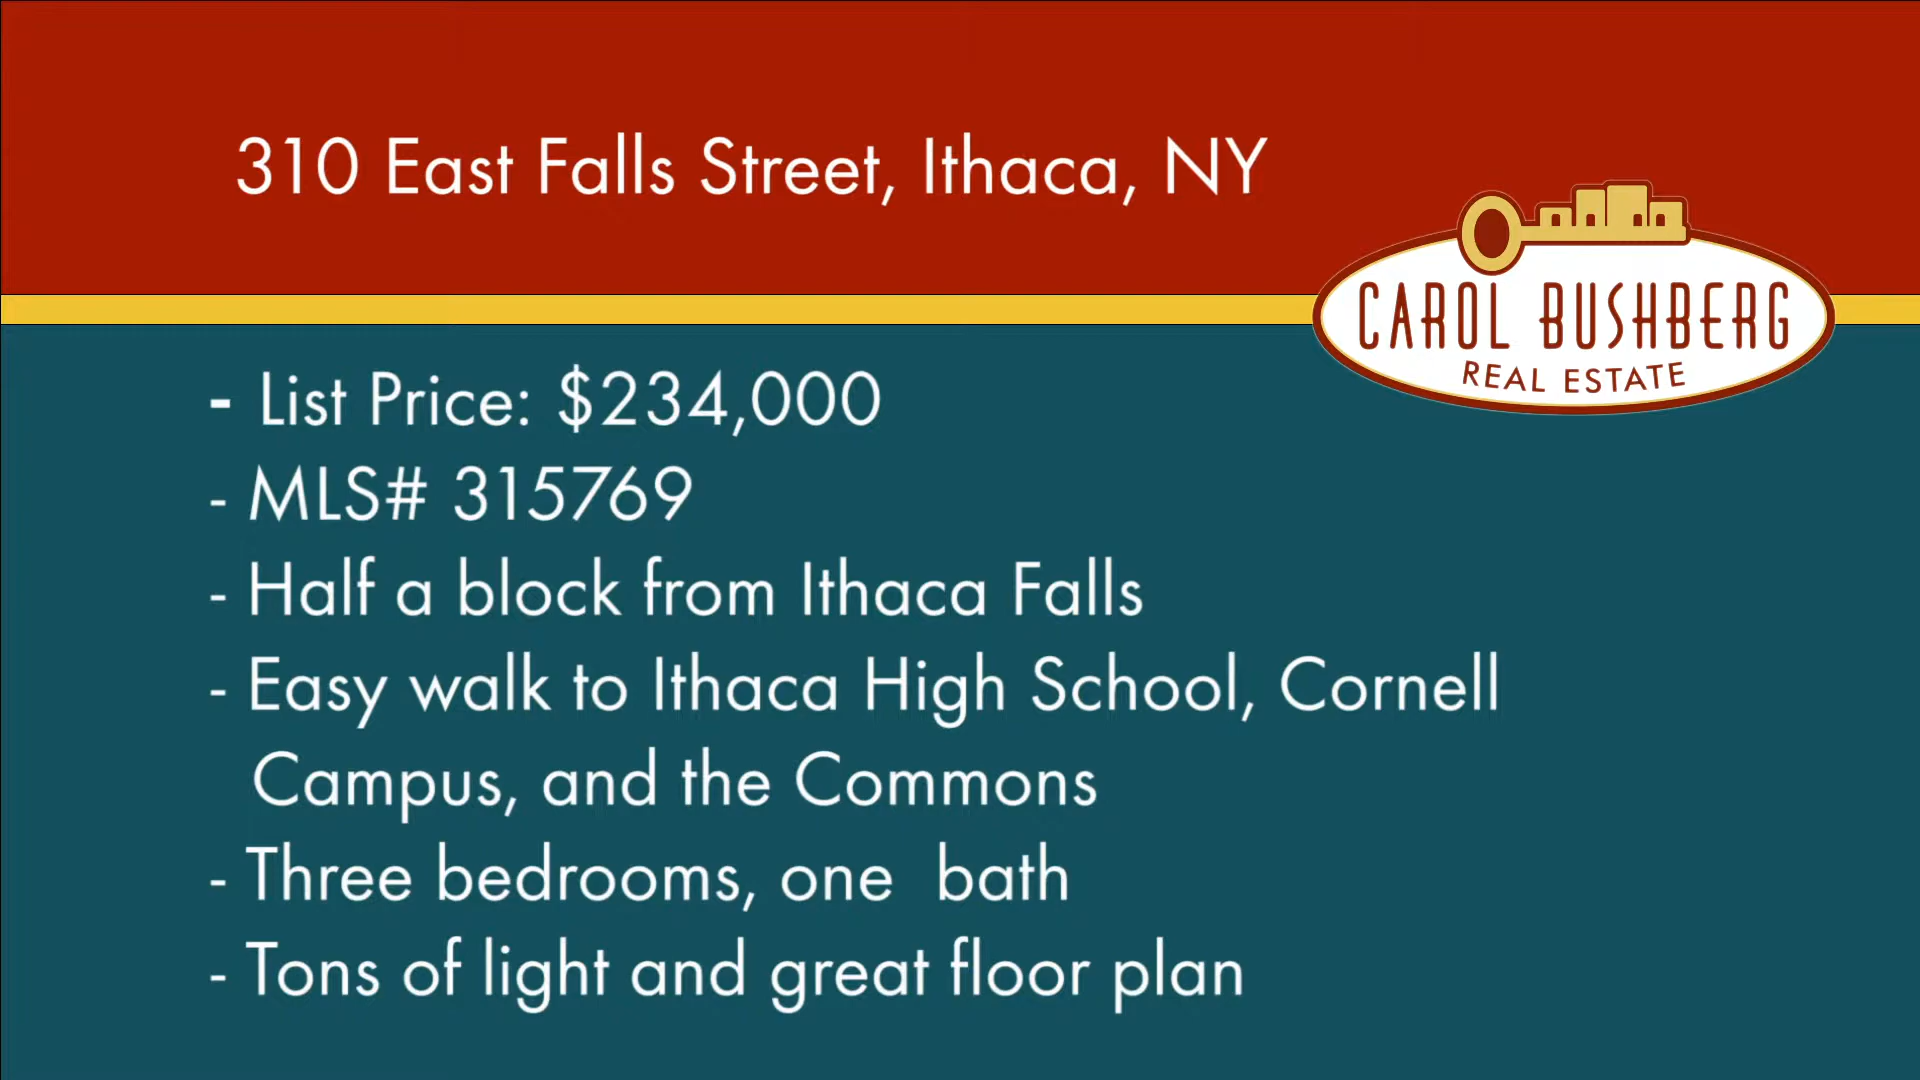 310 East Falls Street, Ithaca, NY
CAROL BUSHBERG
REAL ESTATE
- List Price: $234,000
- MLS# 315769
- Half a block from Ithaca Falls
- Easy walk to Ithaca High School, Cornell
Campus, and the Commons
- Three bedrooms, one  bath
- Tons of light and great floor plan